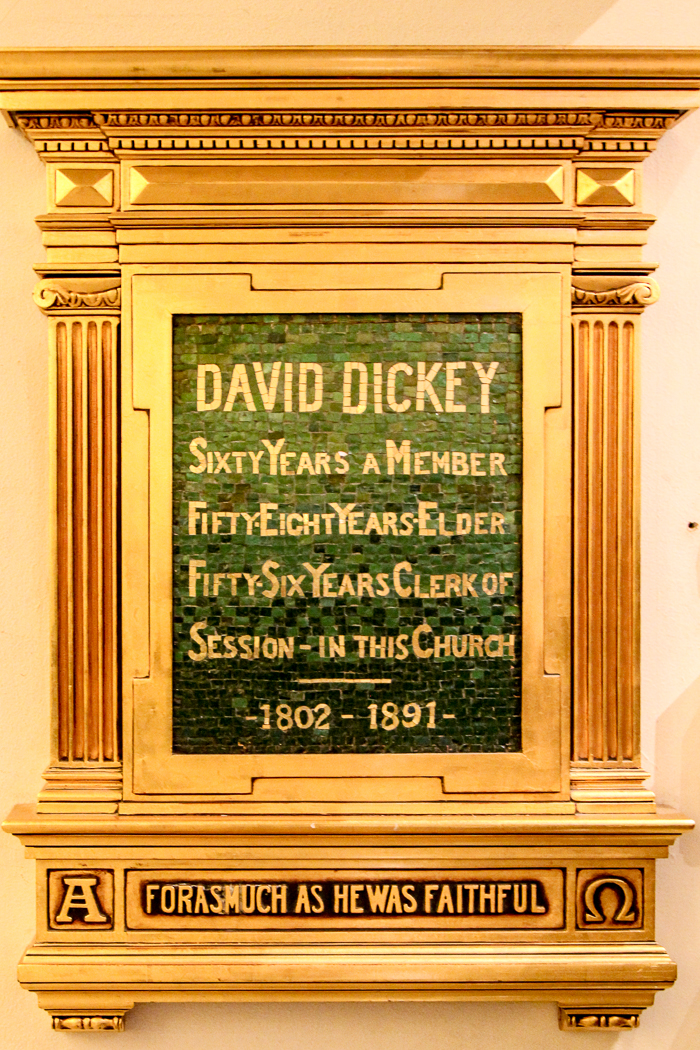 DAVID DICKEY
SIXTY YEARS A MEMBER
FIFTY-EIGHT YEARS-ELDER
FIFTY-SIX YEARS CLERK OF
SESSION - IN THIS CHURCH
- 1802 - 1891 -
A FORASMUCH AS HE WAS FAITHFUL Ω